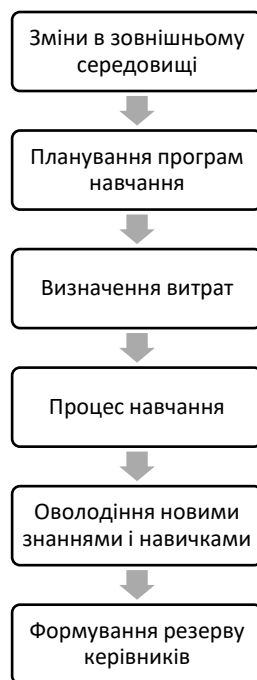 Зміни в зовнішньому
середовищі
Планування програм
навчання
Визначення витрат
Процес навчання
Оволодіння новими
знаннями і навичками
Формування резерву
керівників